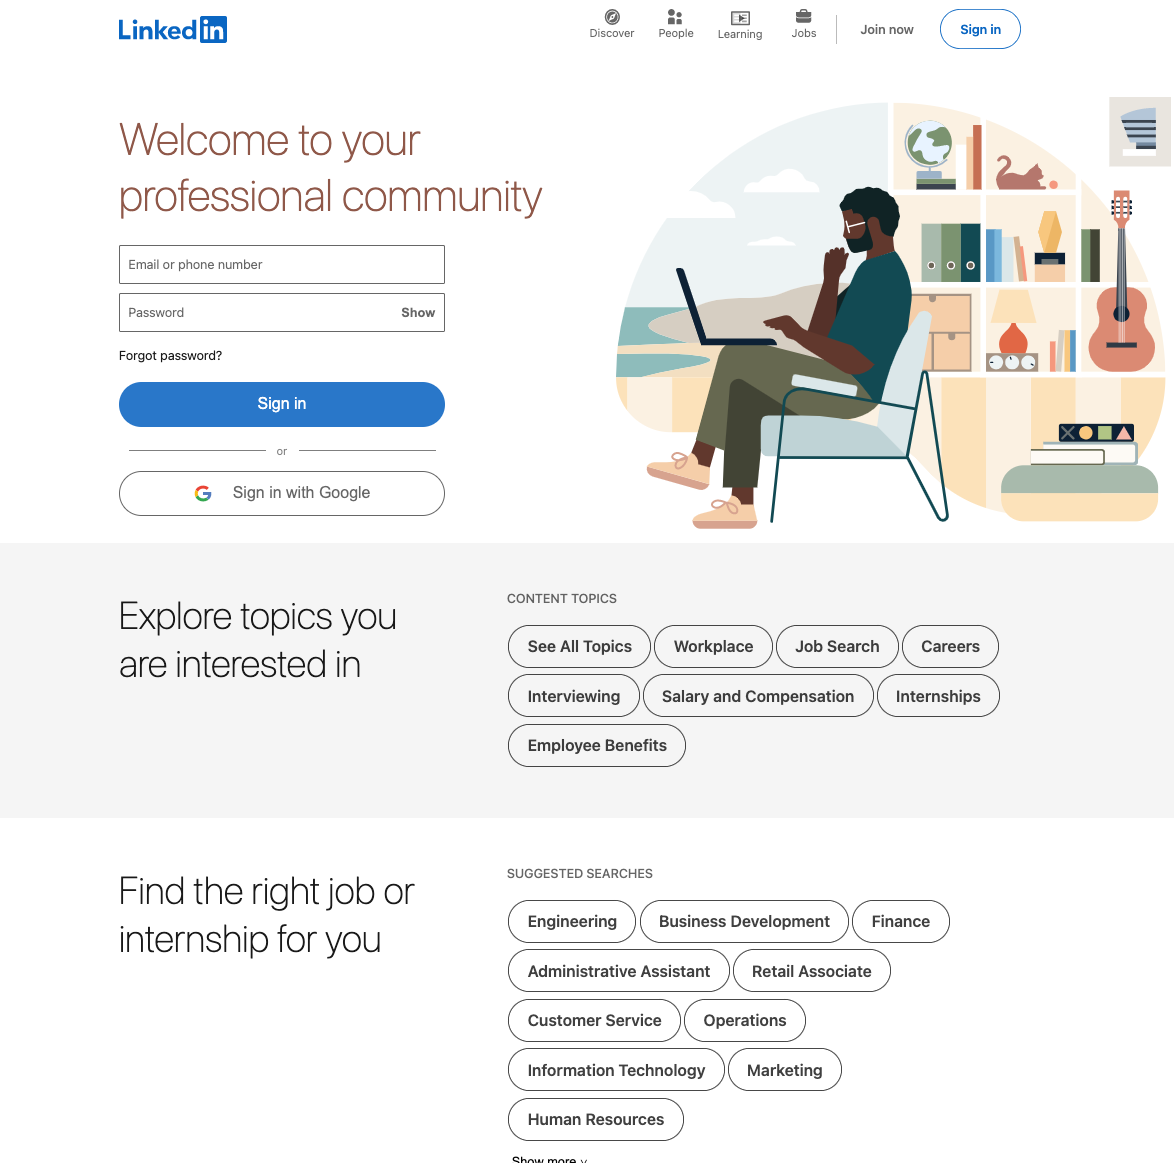 Linked in
Discover
People
Learning
Jobs
Join now
Sign in
Welcome to your
professional community
Email or phone number
Password Show
Forgot password?
Sign in
or
Sign in with Google
Explore topics you
are interested in
CONTENT TOPICS
See All Topics Workplace Job Search Careers
Interviewing Salary and Compensation Internships
Employee Benefits
Find the right job or
internship for you
SUGGESTED SEARCHES
Engineering Business Development Finance
Administrative Assistant Retail Associate
Customer Service Operations
Information Technology Marketing
Human Resources
Show more